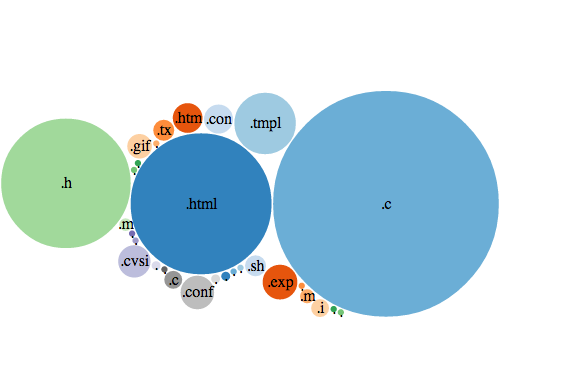 .htm
.con
.tmpl
.tx
.gif
.h
.html
.c
.m
.cvsi
.sh
.c
.exp
.conf
.m
.i